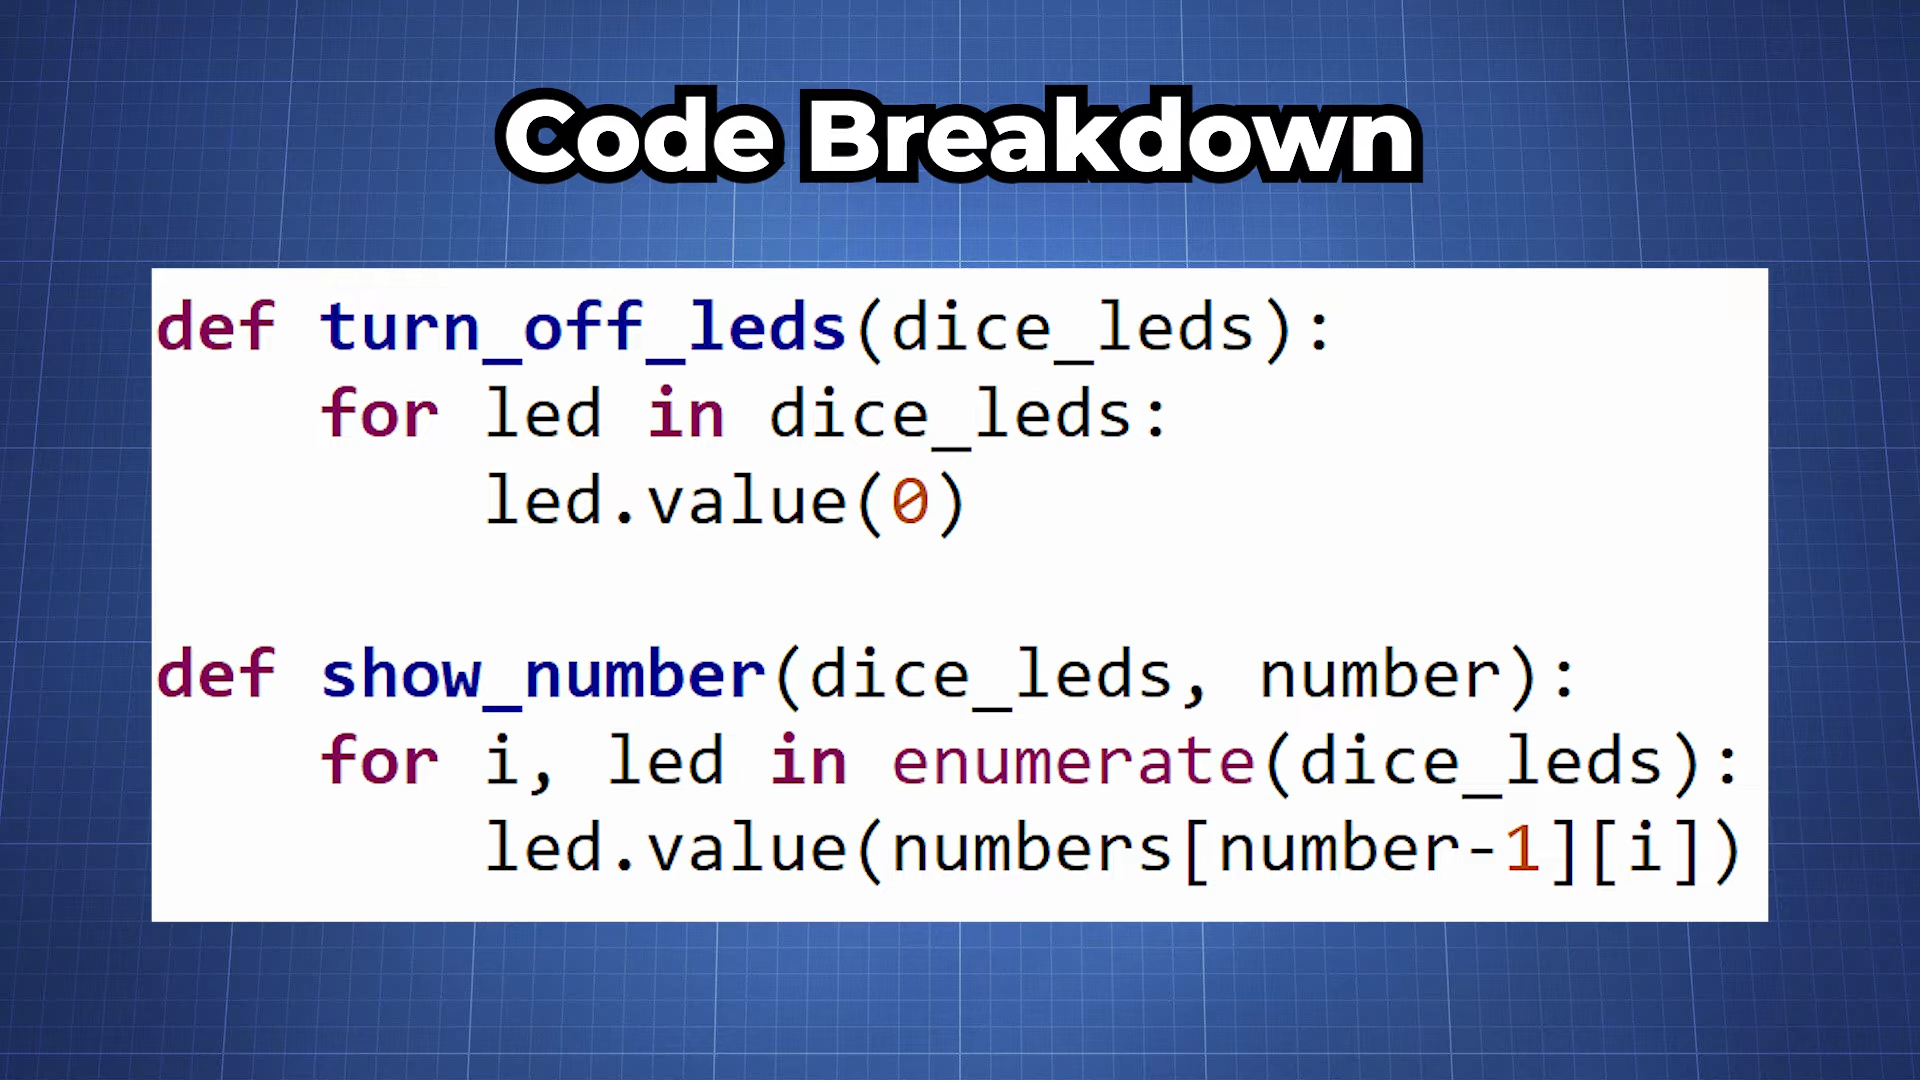 Code Breakdown
def turn_off_leds(dice_leds):
    for led in dice_leds:
        led.value(0)
def show_number(dice_leds, number):
    for i, led in enumerate(dice_leds):
        led.value(numbers[number-1][i])